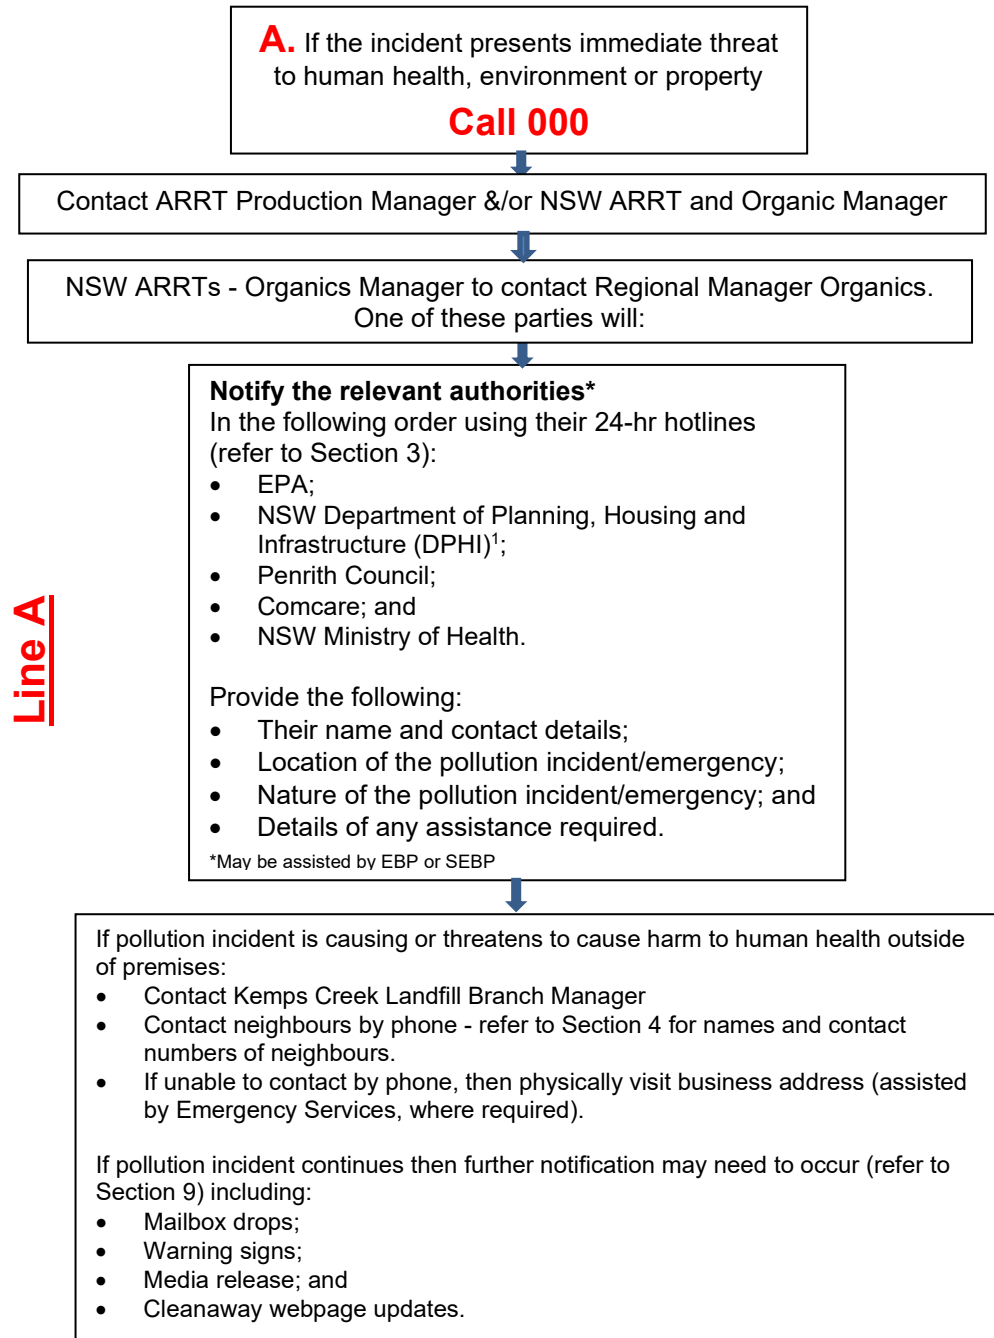 A. If the incident presents immediate threat
to human health, environment or property
Call 000
Contact ARRT Production Manager &/or NSW ARRT and Organic Manager
NSW ARRTs - Organics Manager to contact Regional Manager Organics.
One of these parties will:
Line A
Notify the relevant authorities*
In the following order using their 24-hr hotlines
(refer to Section 3):
• EPA;
• NSW Department of Planning, Housing and
Infrastructure (DPHI)¹;
• Penrith Council;
• Comcare; and
• NSW Ministry of Health.
Provide the following:
• Their name and contact details;
• Location of the pollution incident/emergency;
• Nature of the pollution incident/emergency; and
• Details of any assistance required.
*May be assisted by EBP or SEBP
If pollution incident is causing or threatens to cause harm to human health outside
of premises:
• Contact Kemps Creek Landfill Branch Manager
• Contact neighbours by phone - refer to Section 4 for names and contact
numbers of neighbours.
• If unable to contact by phone, then physically visit business address (assisted
by Emergency Services, where required).
If pollution incident continues then further notification may need to occur (refer to
Section 9) including:
• Mailbox drops;
• Warning signs;
• Media release; and
• Cleanaway webpage updates.